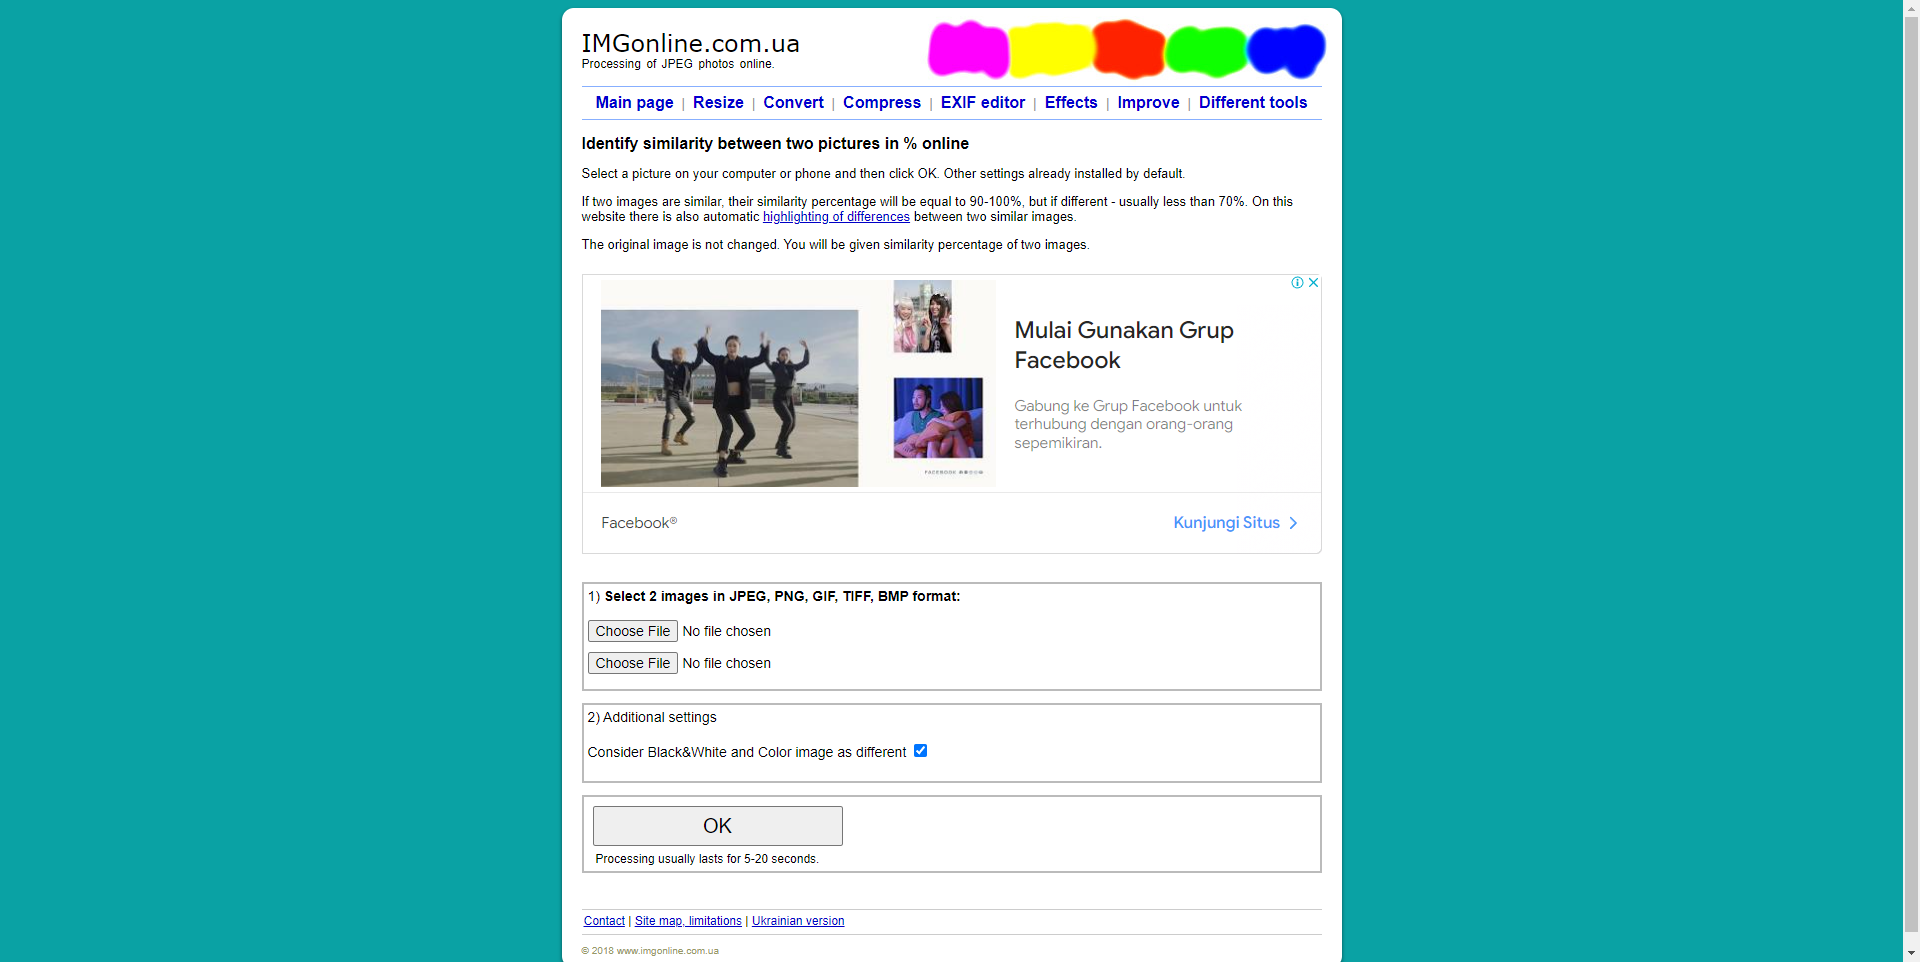 IMGonline.com.ua
Processing of JPEG photos online.
Main page | Resize | Convert | Compress | EXIF editor | Effects | Improve | Different tools
Identify similarity between two pictures in % online
Select a picture on your computer or phone and then click OK. Other settings already installed by default.
If two images are similar, their similarity percentage will be equal to 90-100%, but if different - usually less than 70%. On this
website there is also automatic highlighting of differences between two similar images.
The original image is not changed. You will be given similarity percentage of two images.
Mulai Gunakan Grup
Facebook
Gabung ke Grup Facebook untuk
terhubung dengan orang-orang
sepemikiran.
FACEBOOK
Facebook®
Kunjungi Situs
1) Select 2 images in JPEG, PNG, GIF, TIFF, BMP format:
Choose File No file chosen
Choose File No file chosen
2) Additional settings
Consider Black&White and Color image as different
OK
Processing usually lasts for 5-20 seconds.
Contact | Site map, limitations | Ukrainian version
© 2018 www.imgonline.com.ua